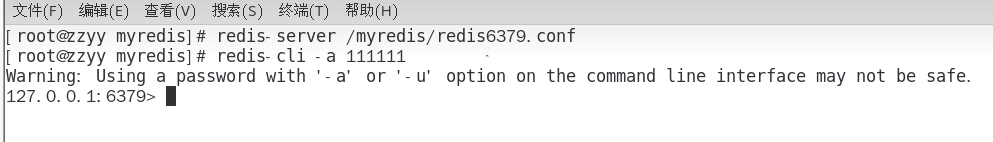 文件(F) 编辑(E) 查看(V) 搜索(S) 终端(T) 帮助(H)
[root@zzyy myredis]# redis-server /myredis/redis6379.conf
[root@zzyy myredis]# redis-cli -a 111111
Warning: Using a password with '-a' or '-u' option on the command line interface may not be safe.
127.0.0.1:6379>